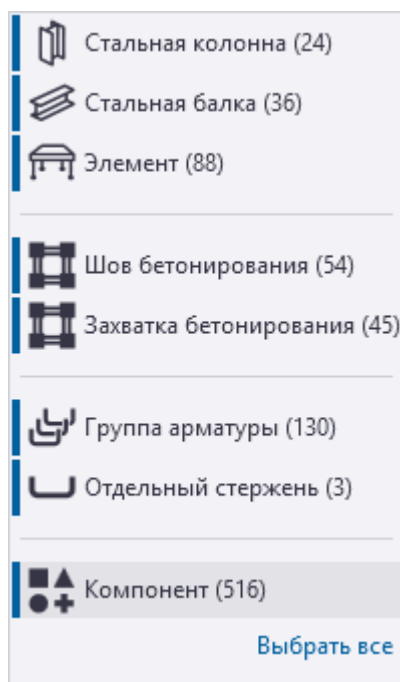 Стальная колонна (24)
Стальная балка (36)
Элемент (88)
Шов бетонирования (54)
Захватка бетонирования (45)
Группа арматуры (130)
Отдельный стержень (3)
Компонент (516)
Выбрать все